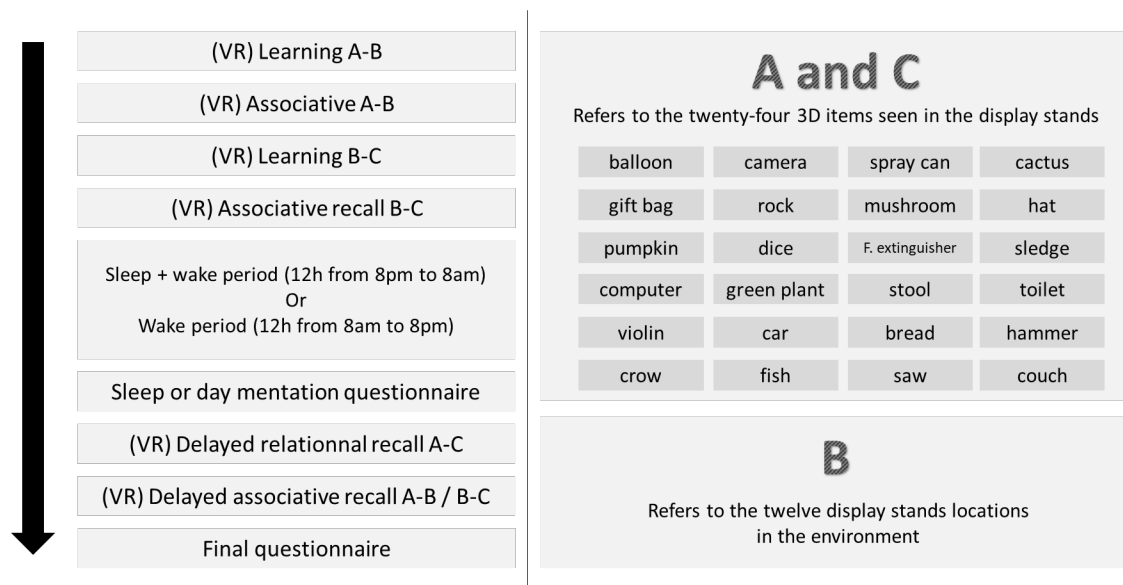 (VR) Learning A-B
(VR) Associative A-B
(VR) Learning B-C
(VR) Associative recall B-C
Sleep + wake period (12h from 8pm to 8am)
Or
Wake period (12h from 8am to 8pm)
Sleep or day mentation questionnaire
(VR) Delayed relationnal recall A-C
(VR) Delayed associative recall A-B / B-C
Final questionnaire
A and C
Refers to the twenty-four 3D items seen in the display stands
balloon camera spray can cactus
gift bag rock mushroom hat
pumpkin dice F. extinguisher sledge
computer green plant stool toilet
violin car bread hammer
crow fish saw couch
B
Refers to the twelve display stands locations
in the environment